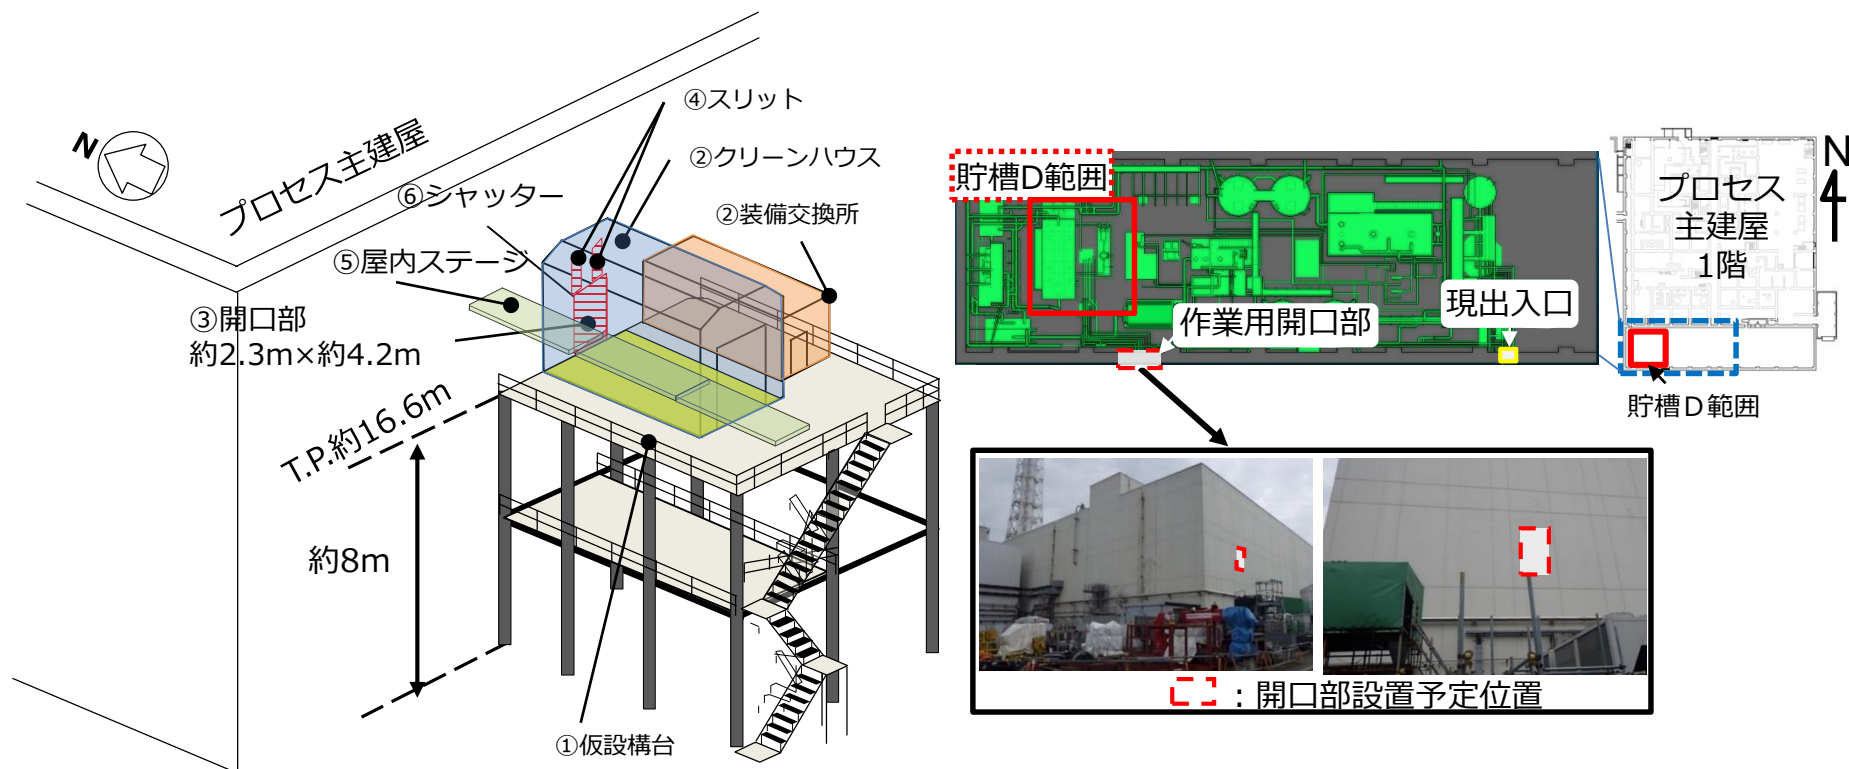 ④スリット
N
プロセス主建屋
②クリーンハウス
⑥シャッター
②装備交換所
⑤屋内ステージ
③開口部
約2.3m×約4.2m
T.P.約16.6m
約8m
①仮設構台
貯槽D範囲
作業用開口部
現出入口
N
プロセス
主建屋
1階
貯槽D範囲
：開口部設置予定位置